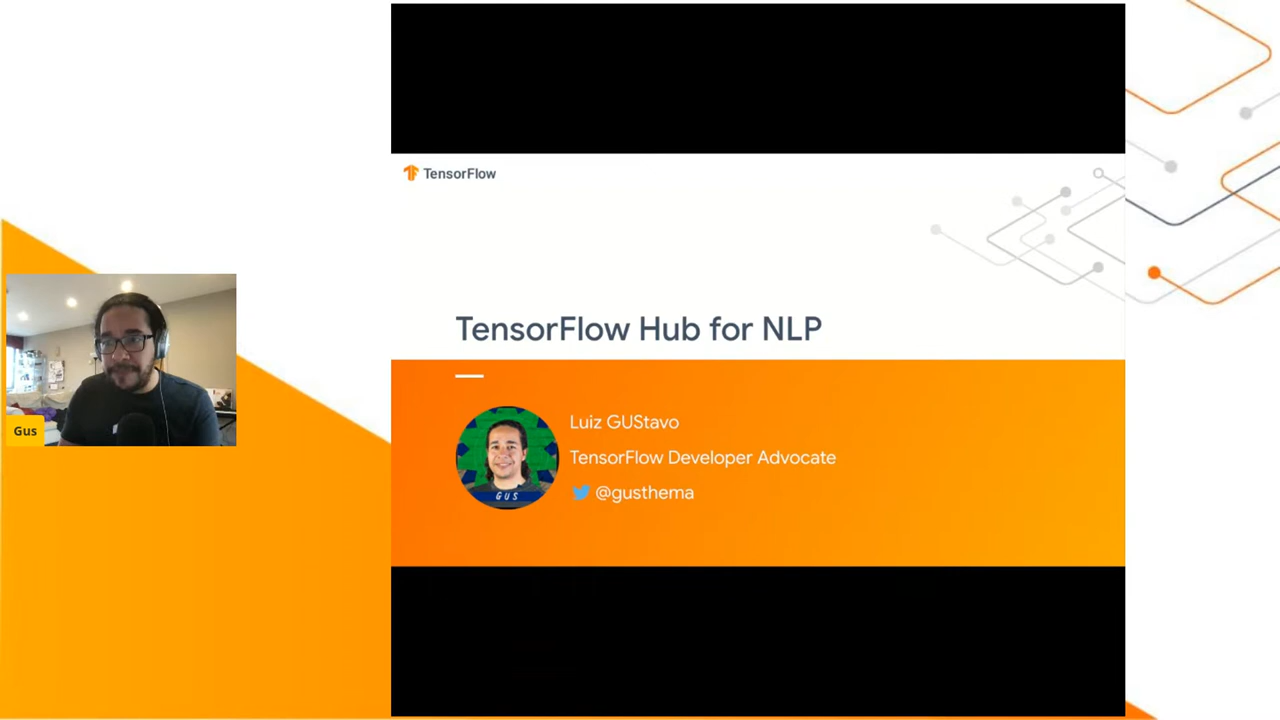 TensorFlow
TensorFlow Hub for NLP
Luiz GUStavo
TensorFlow Developer Advocate
@gusthema
GUS
Gus